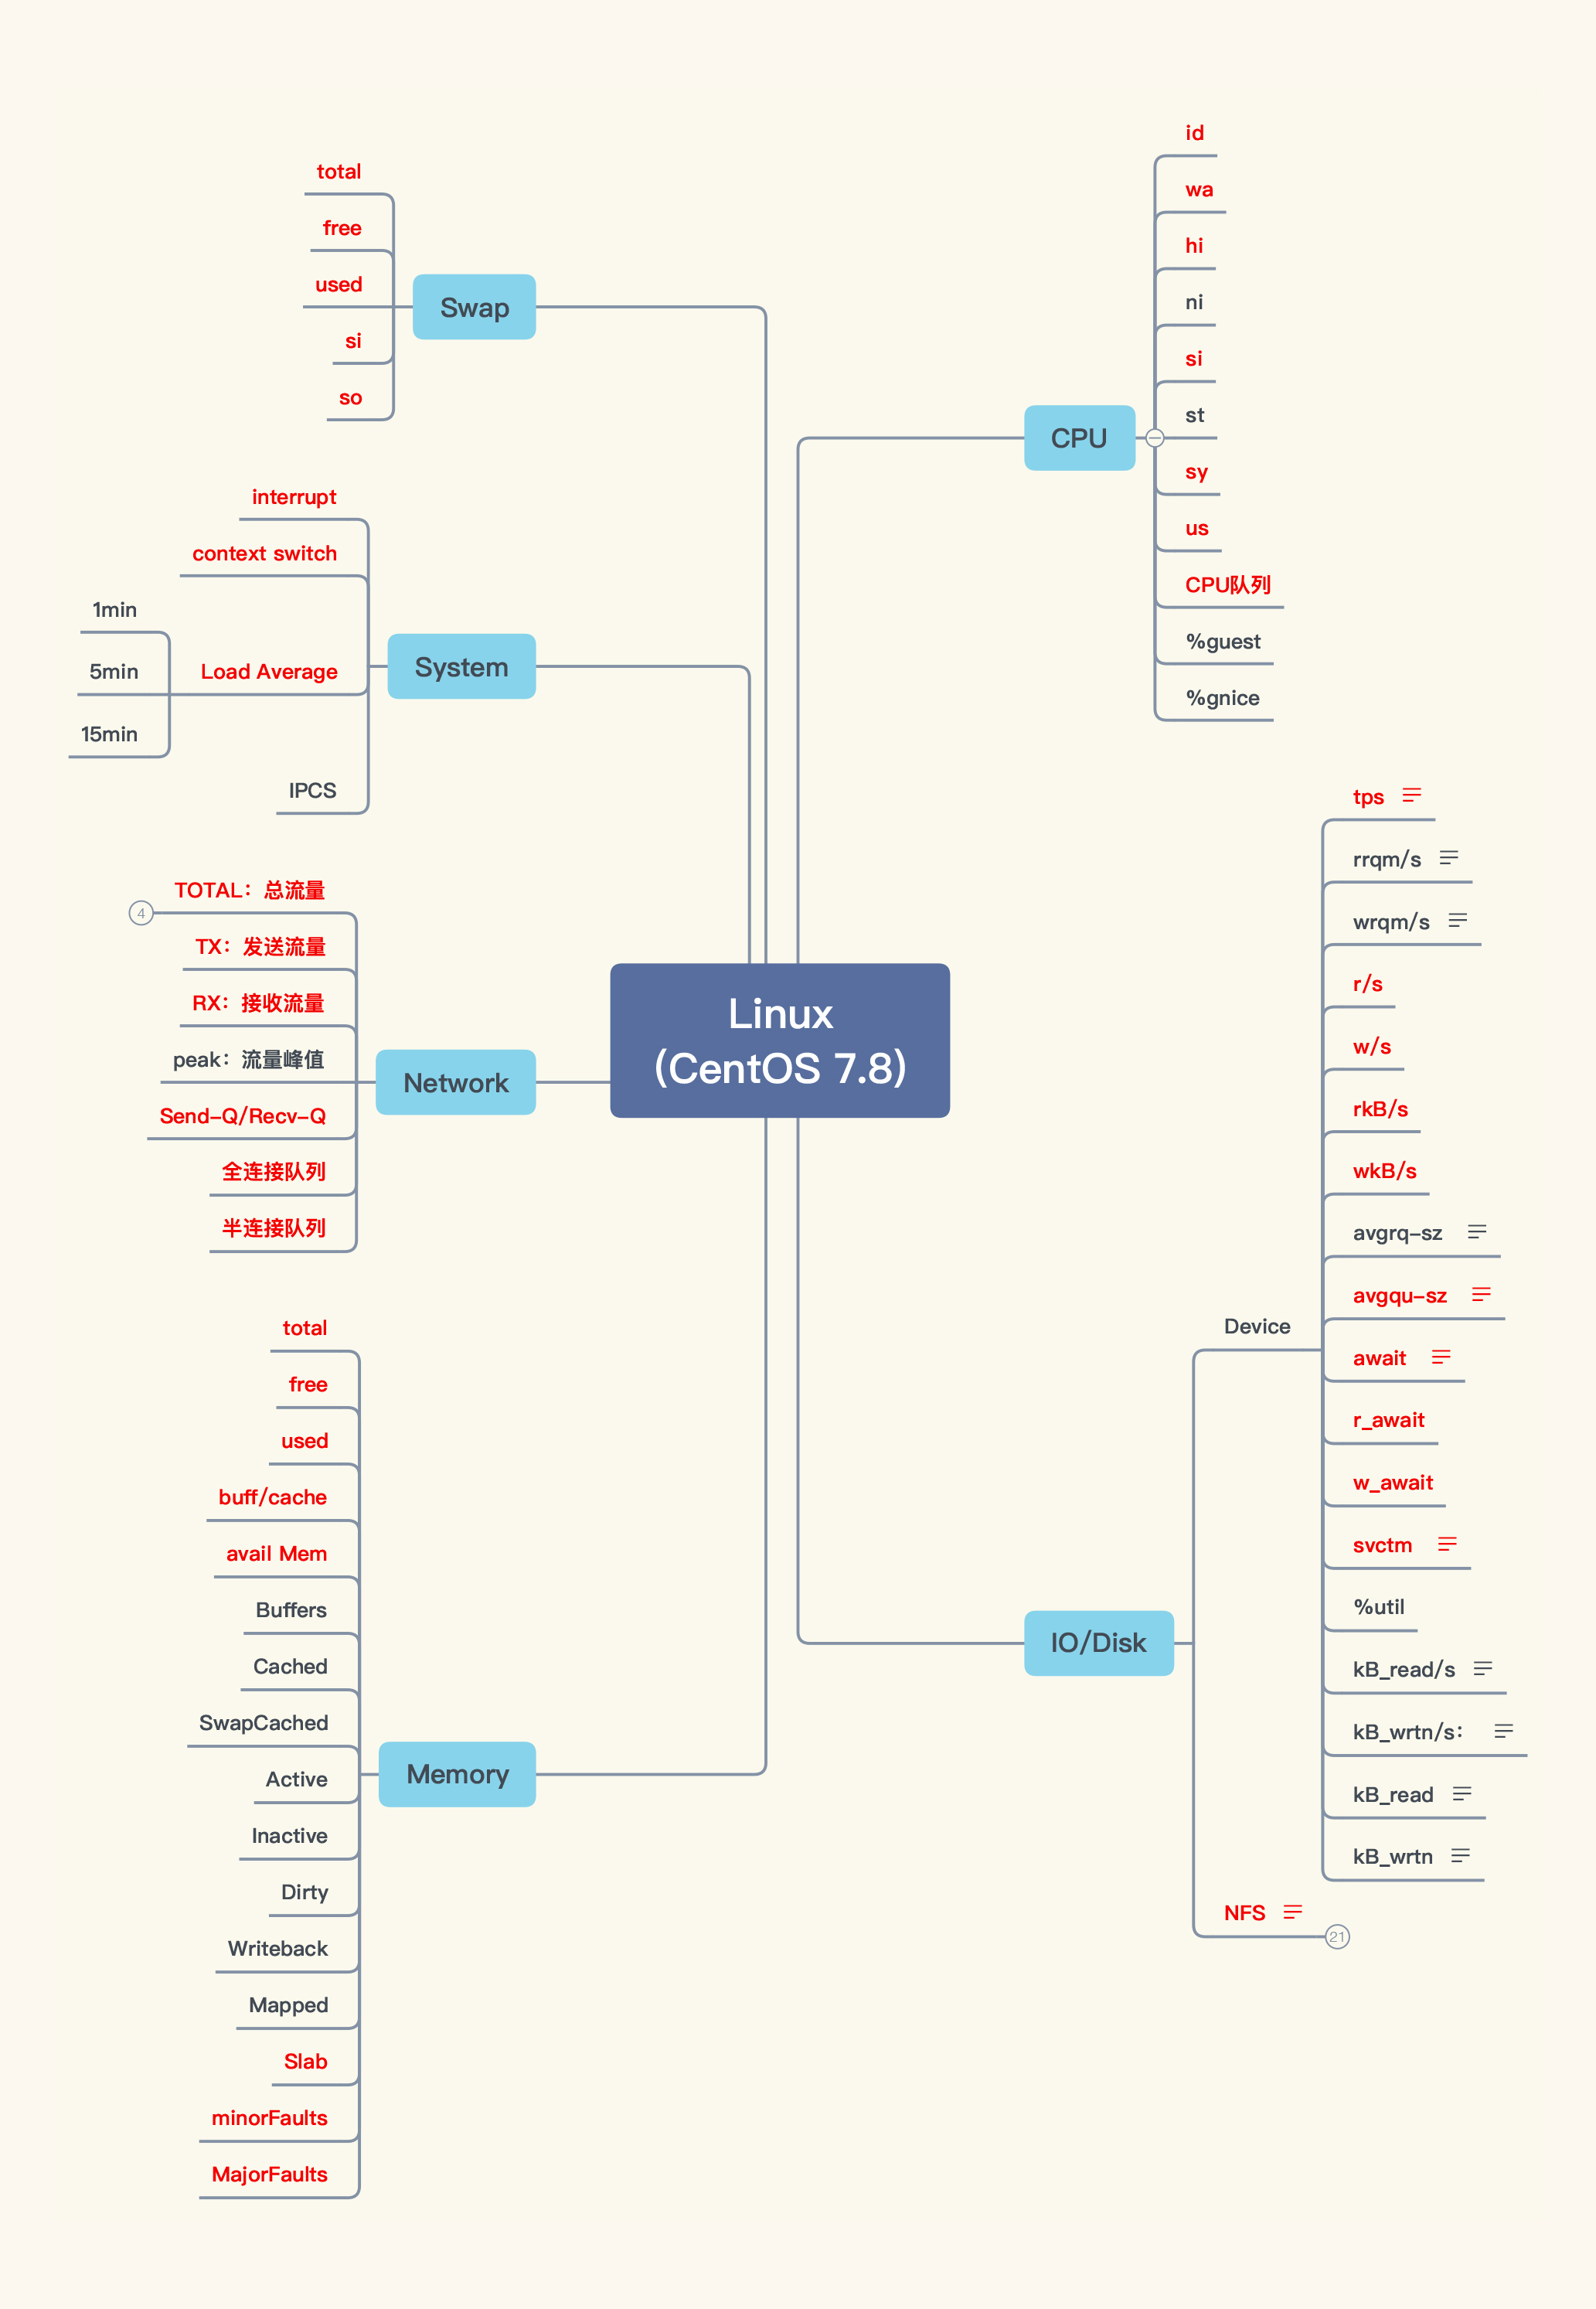 Linux
(CentOS 7.8)
Swap
total
free
used
si
so
System
interrupt
context switch
Load Average
1min
5min
15min
IPCS
Network
TOTAL：总流量
4
TX：发送流量
RX：接收流量
peak：流量峰值
Send-Q/Recv-Q
全连接队列
半连接队列
Memory
total
free
used
buff/cache
avail Mem
Buffers
Cached
SwapCached
Active
Inactive
Dirty
Writeback
Mapped
Slab
minorFaults
MajorFaults
CPU
id
wa
hi
ni
si
st
sy
us
CPU队列
%guest
%gnice
IO/Disk
Device
tps
rrqm/s
wrqm/s
r/s
w/s
rkB/s
wkB/s
avgrq-sz
avgqu-sz
await
r_await
w_await
svctm
%util
kB_read/s
kB_wrtn/s：
kB_read
kB_wrtn
NFS
21